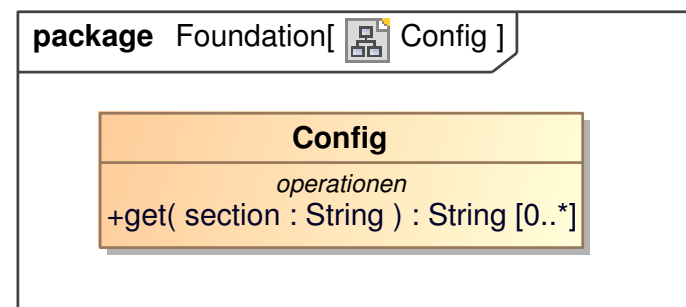 package Foundation[ Config ]
Config
operationen
+get( section : String ) : String [0..*]